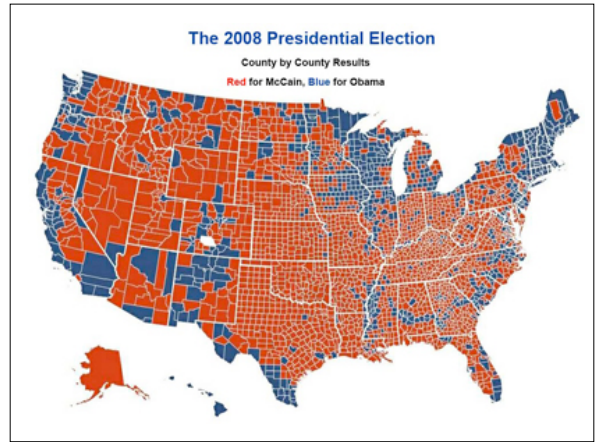 The 2008 Presidential Election
County by County Results
Red for McCain, Blue for Obama